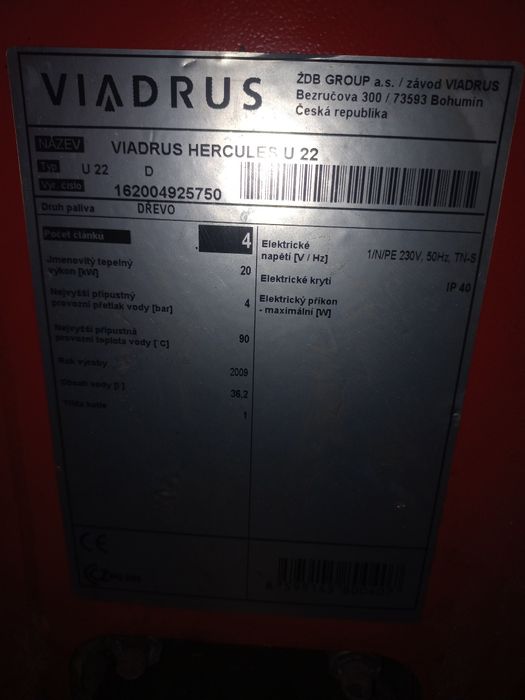 VIADRUS
ŽDB GROUP a.s. / závod VIADRUS
Bezručova 300 / 73593 Bohumín
Česká republika
NÁZEV VIADRUS HERCULES U 22
Typ U 22 D
Výr. číslo 162004925750
Druh paliva DŘEVO
Počet článků 4
Jmenovitý tepelný
výkon [kW] 20
Nejvyšší přípustný
provozní přetlak vody [bar] 4
Nejvyšší přípustná
provozní teplota vody [°C] 90
Rok výroby 2009
Obsah vody [l] 36,2
Třída kotle 1
Elektrické
napětí [V / Hz] 1/N/PE 230V, 50Hz, TN-S
Elektrické krytí IP 40
Elektrický příkon
- maximální [W]
CE